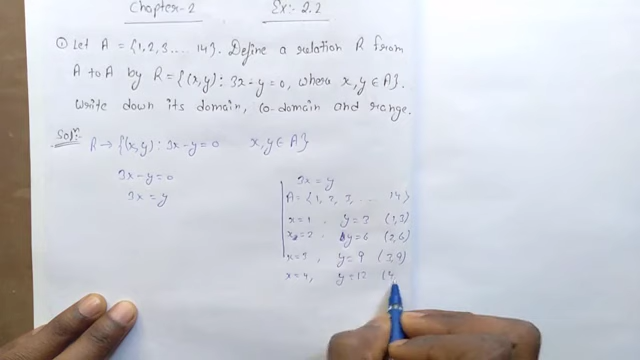 Chapter-2 Ex:- 2.2
① Let A = {1,2,3.... 14}. Define a relation R from
A to A by R = {(x,y) : 3x-y=0, where x,y ∈ A}.
Write down its domain, co-domain and range.
Soln:- R → {(x,y) : 3x-y=0 x,y ∈ A}
3x-y=0
3x = y
3x = y
A = {1, 2, 3, ... 14}
x=1, y=3 (1,3)
x=2, y=6 (2,6)
x=3, y=9 (3,9)
x=4, y=12 (4,